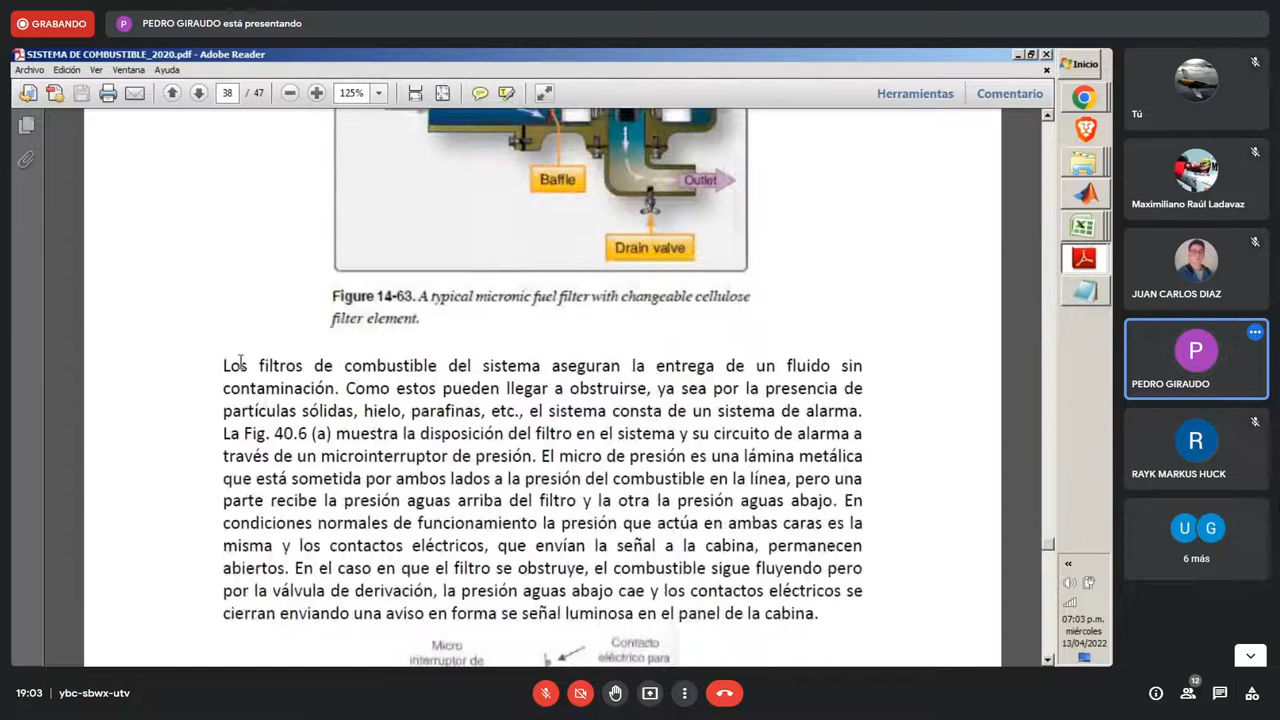 GRABANDO
P
PEDRO GIRAUDO está presentando
SISTEMA DE COMBUSTIBLE_2020.pdf - Adobe Reader
Archivo Edición Ver Ventana Ayuda
38 / 47
125%
Herramientas Comentario
Baffle
Outlet
Drain valve
Figure 14-63. A typical micronic fuel filter with changeable cellulose
filter element.
Los filtros de combustible del sistema aseguran la entrega de un fluido sin
contaminación. Como estos pueden llegar a obstruirse, ya sea por la presencia de
partículas sólidas, hielo, parafinas, etc., el sistema consta de un sistema de alarma.
La Fig. 40.6 (a) muestra la disposición del filtro en el sistema y su circuito de alarma a
través de un microinterruptor de presión. El micro de presión es una lámina metálica
que está sometida por ambos lados a la presión del combustible en la línea, pero una
parte recibe la presión aguas arriba del filtro y la otra la presión aguas abajo. En
condiciones normales de funcionamiento la presión que actúa en ambas caras es la
misma y los contactos eléctricos, que envían la señal a la cabina, permanecen
abiertos. En el caso en que el filtro se obstruye, el combustible sigue fluyendo pero
por la válvula de derivación, la presión aguas abajo cae y los contactos eléctricos se
cierran enviando una aviso en forma se señal luminosa en el panel de la cabina.
Micro
interruptor de
Contacto
eléctrico para
Inicio
07:03 p.m.
miércoles
13/04/2022
Tú
Maximiliano Raúl Ladavaz
JUAN CARLOS DIAZ
P
PEDRO GIRAUDO
R
RAYK MARKUS HUCK
U G
6 más
19:03 ybc-sbwx-utv
12